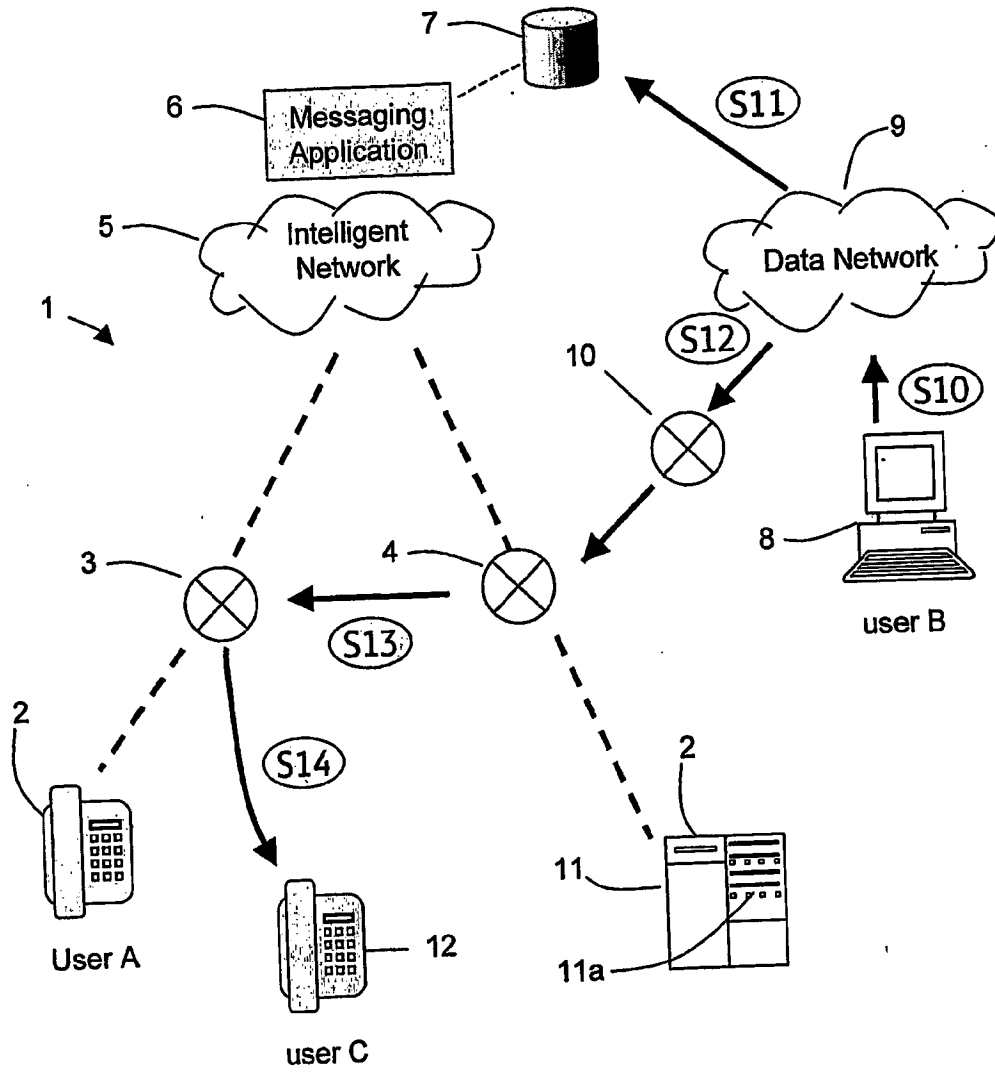 7
6
Messaging
Application
S11
9
5
Intelligent
Network
Data Network
1
S12
10
S10
3
4
8
user B
S13
2
S14
2
11
User A
12
11a
user C